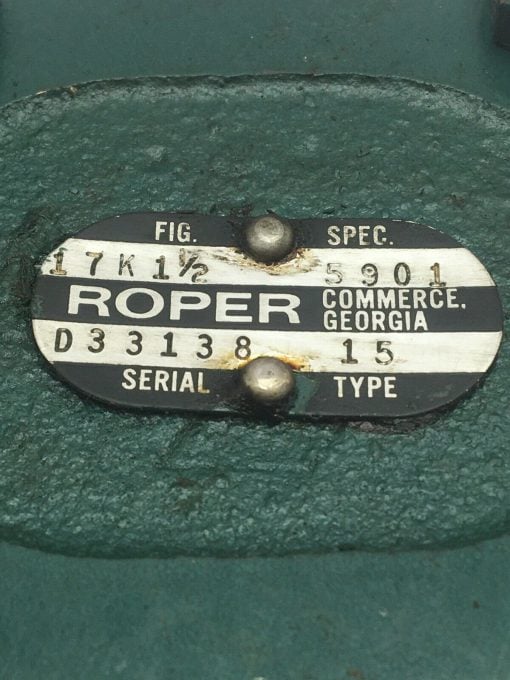 FIG. SPEC.
17K1½ 5901
ROPER COMMERCE, GEORGIA
D33138 15
SERIAL TYPE